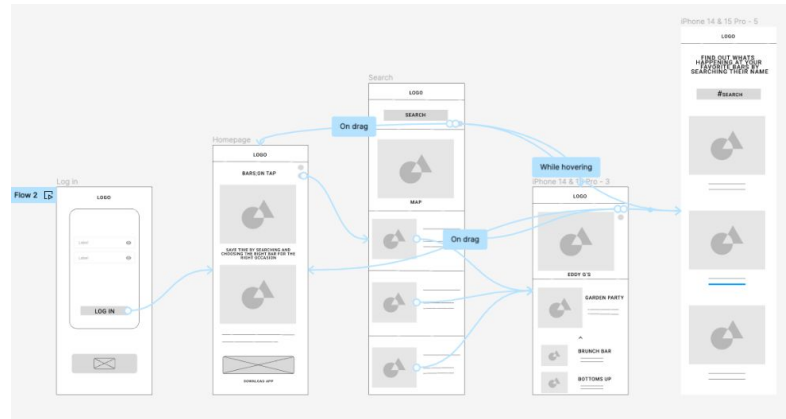 iPhone 14 & 15 Pro - 5
LOGO
FIND OUT WHATS
HAPPENING AT YOUR
FAVORITE BARS BY
SEARCHING THEIR NAME
#SEARCH
Search
LOGO
SEARCH
On drag
MAP
Homepage
LOGO
BARS;ON TAP
SAVE TIME BY SEARCHING AND
CHOOSING THE RIGHT BAR FOR THE
RIGHT OCCASION
DOWNLOAD APP
While hovering
iPhone 14 & 15 Pro - 3
LOGO
On drag
EDDY G'S
GARDEN PARTY
BRUNCH BAR
BOTTOMS UP
Log in
Flow 2
LOGO
Label
Label
LOG IN